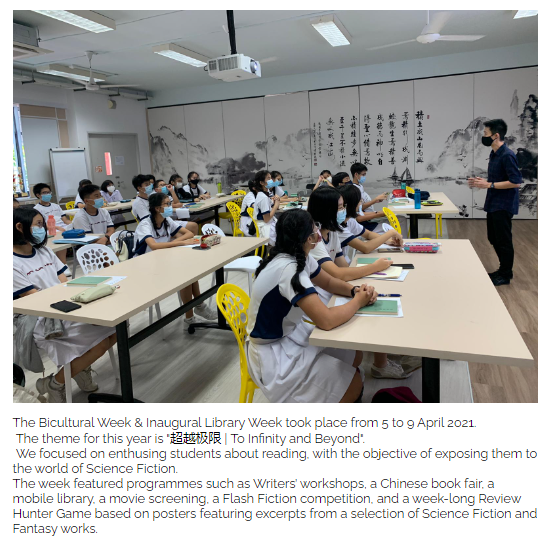 The Bicultural Week & Inaugural Library Week took place from 5 to 9 April 2021.
The theme for this year is "超越极限 | To Infinity and Beyond".
We focused on enthusing students about reading, with the objective of exposing them to
the world of Science Fiction.
The week featured programmes such as Writers' workshops, a Chinese book fair, a
mobile library, a movie screening, a Flash Fiction competition, and a week-long Review
Hunter Game based on posters featuring excerpts from a selection of Science Fiction and
Fantasy works.